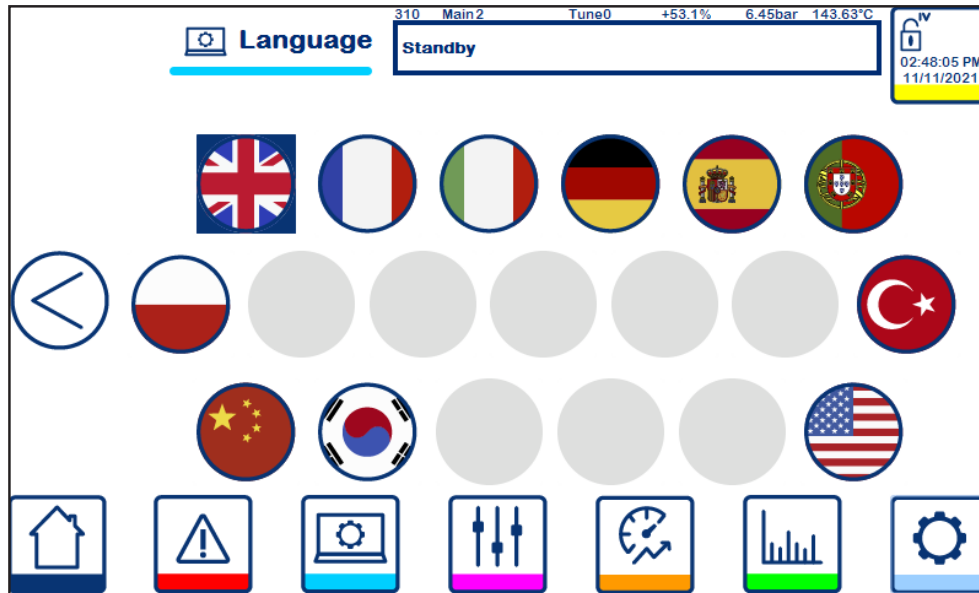 310 Main2 Tune0 +53.1% 6.45bar 143.63°C
Language
Standby
IV
02:48:05 PM
11/11/2021